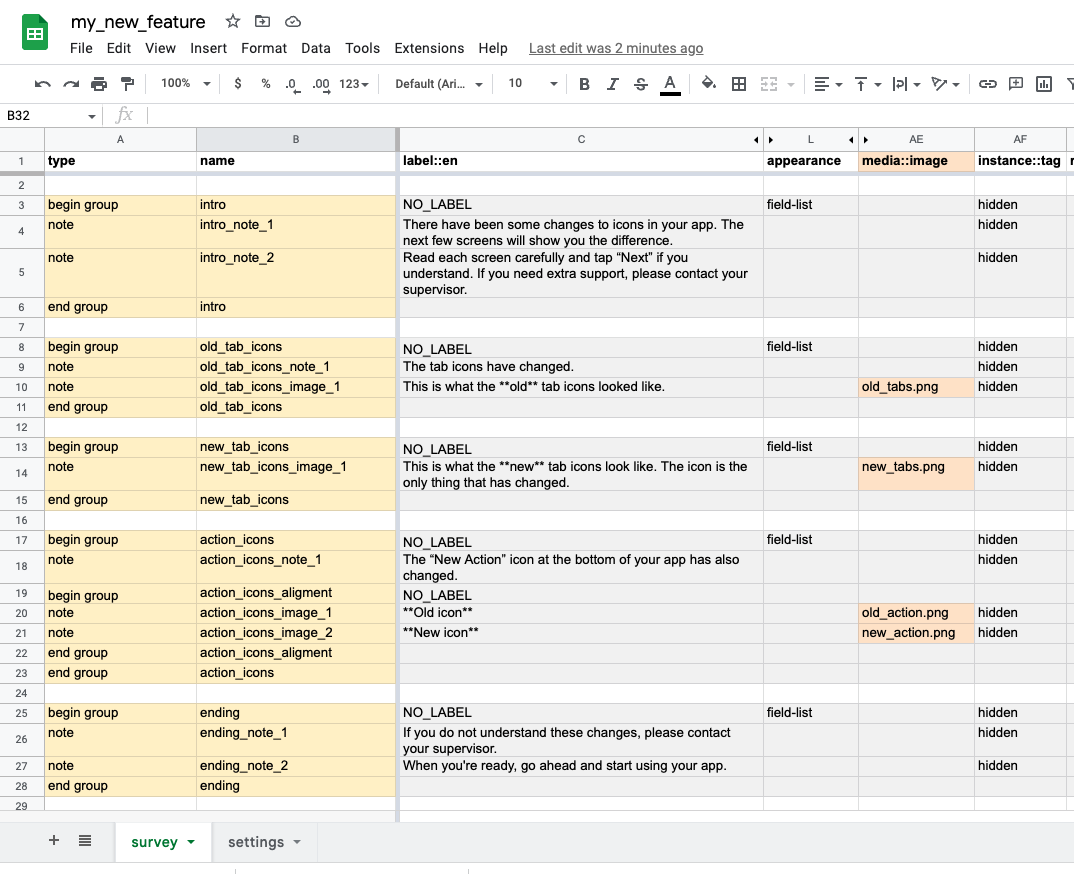 my_new_feature
File Edit View Insert Format Data Tools Extensions Help Last edit was 2 minutes ago
100% $ % .0 .00 123 Default (Ari... 10 B I S A
B32 fx
A B C L AE AF
1 type name label::en appearance media::image instance::tag
2
3 begin group intro NO_LABEL field-list hidden
4 note intro_note_1 There have been some changes to icons in your app. The hidden
next few screens will show you the difference.
5 note intro_note_2 Read each screen carefully and tap “Next” if you hidden
understand. If you need extra support, please contact your
supervisor.
6 end group intro
7
8 begin group old_tab_icons NO_LABEL field-list hidden
9 note old_tab_icons_note_1 The tab icons have changed. hidden
10 note old_tab_icons_image_1 This is what the **old** tab icons looked like. old_tabs.png hidden
11 end group old_tab_icons
12
13 begin group new_tab_icons NO_LABEL field-list hidden
14 note new_tab_icons_image_1 This is what the **new** tab icons look like. The icon is the new_tabs.png hidden
only thing that has changed.
15 end group new_tab_icons
16
17 begin group action_icons NO_LABEL field-list hidden
18 note action_icons_note_1 The “New Action” icon at the bottom of your app has also hidden
changed.
19 begin group action_icons_aligment NO_LABEL
20 note action_icons_image_1 **Old icon** old_action.png hidden
21 note action_icons_image_2 **New icon** new_action.png hidden
22 end group action_icons_aligment
23 end group action_icons
24
25 begin group ending NO_LABEL field-list hidden
26 note ending_note_1 If you do not understand these changes, please contact hidden
your supervisor.
27 note ending_note_2 When you're ready, go ahead and start using your app. hidden
28 end group ending
29
+ survey settings